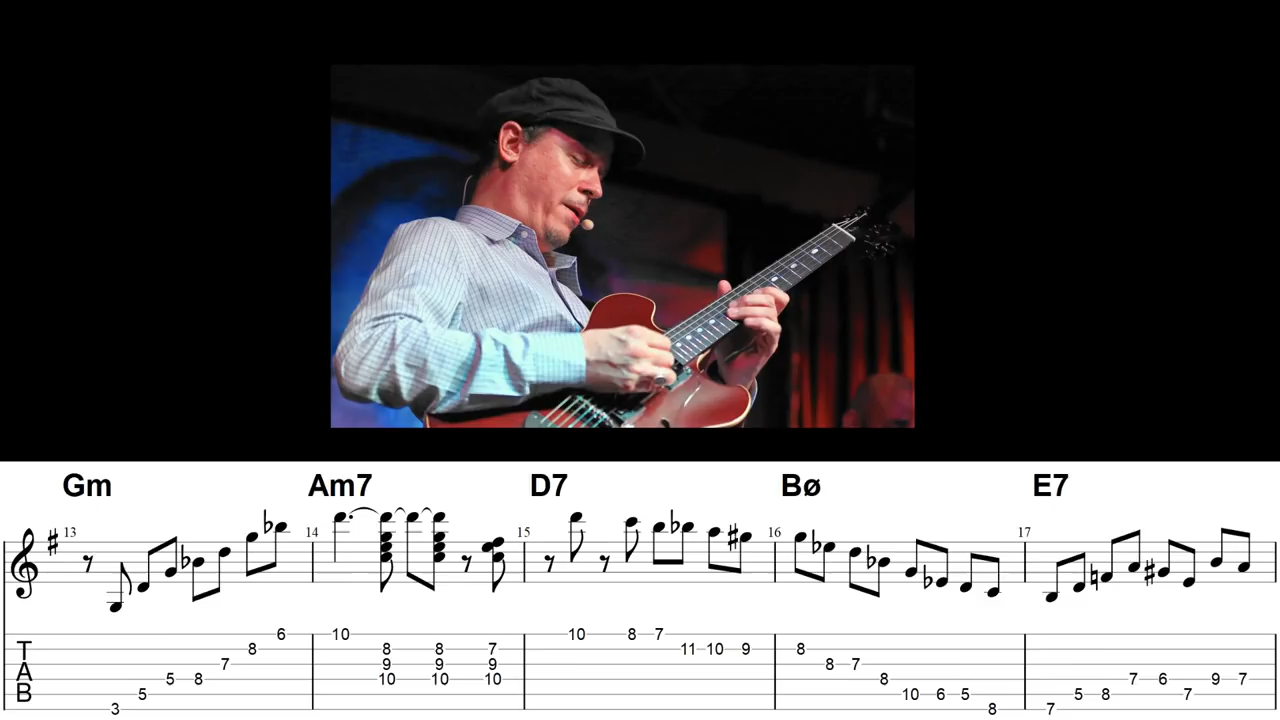 Gm Am7 D7 Bø E7
13 14 15 16 17
6 10 10 8 7
8 8 8 7 11 10 9 8
7 9 9 9 8 7
5 8 10 10 10 8 7 6 9 7
5 10 6 5 5 8 7
3 8 7
T
A
B